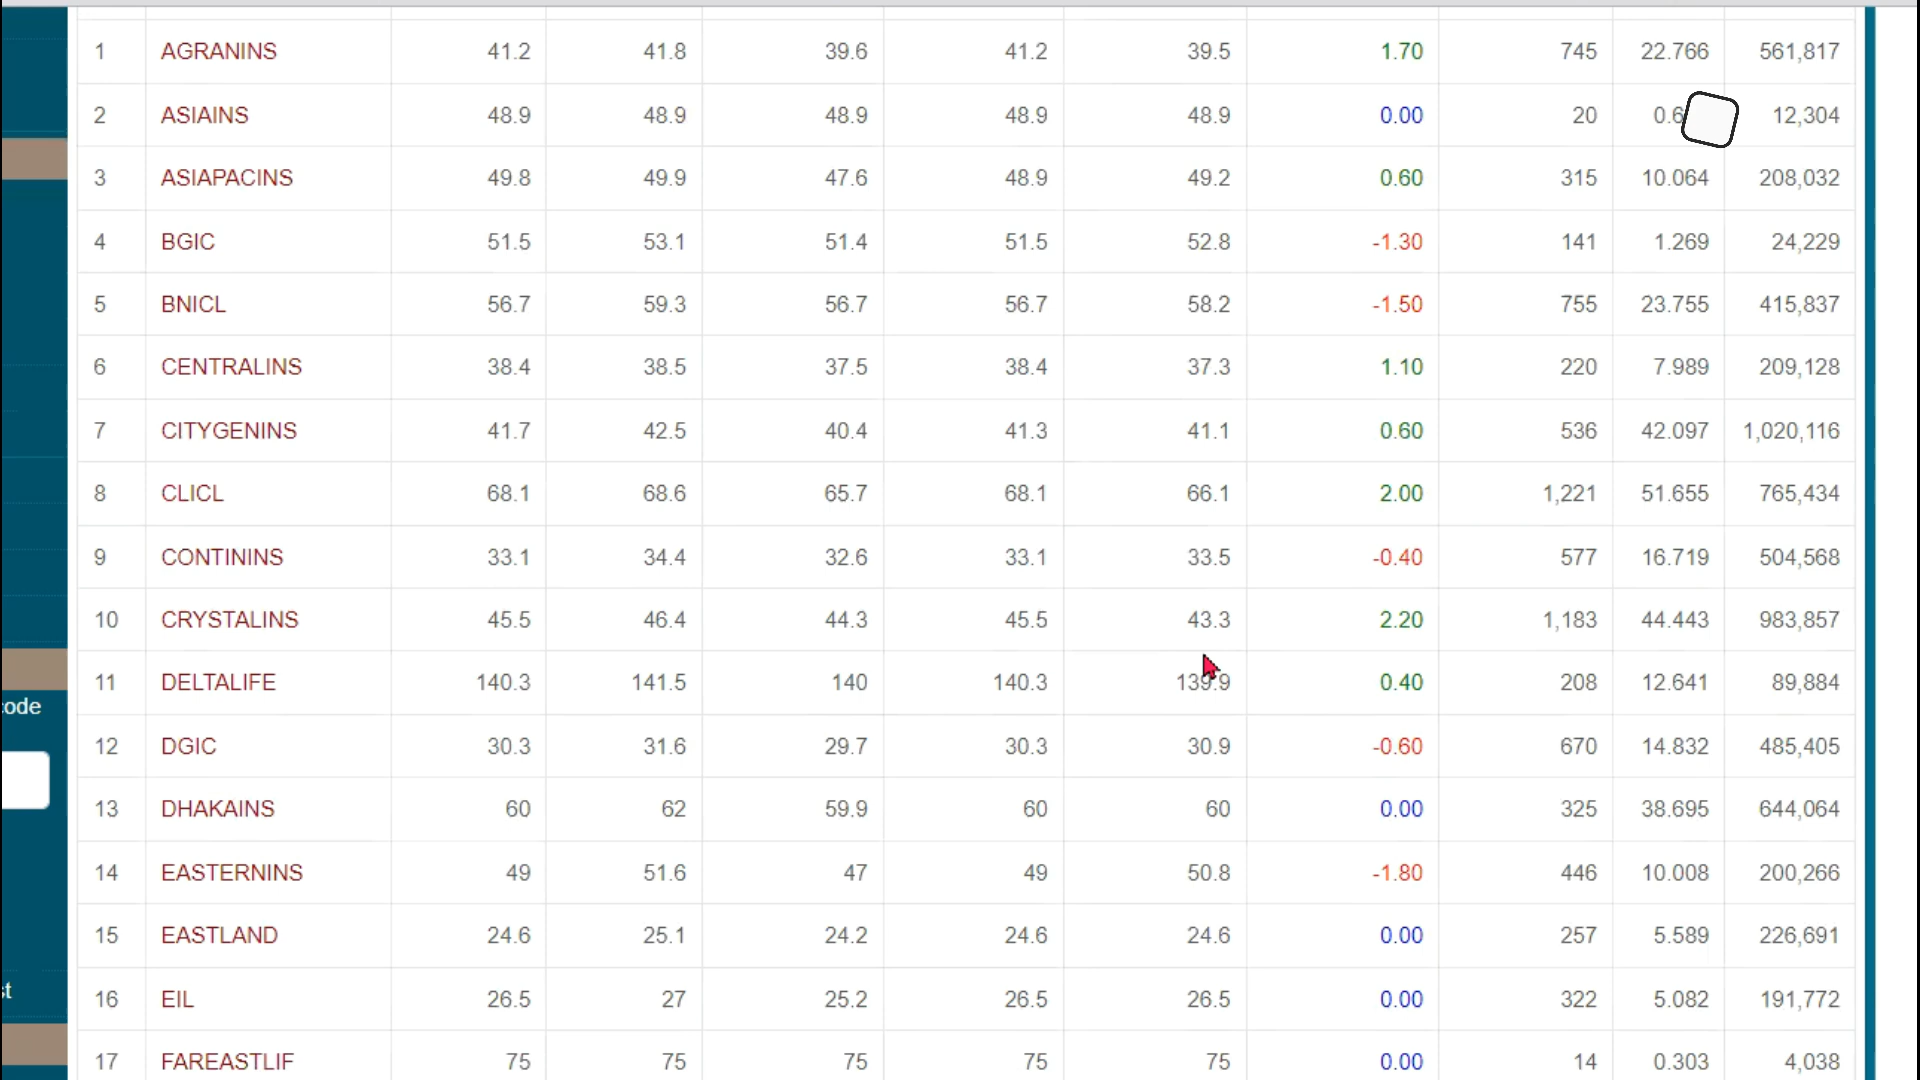 1 AGRANINS 41.2 41.8 39.6 41.2 39.5 1.70 745 22.766 561,817
2 ASIAINS 48.9 48.9 48.9 48.9 48.9 0.00 20 12,304
3 ASIAPACINS 49.8 49.9 47.6 48.9 49.2 0.60 315 10.064 208,032
4 BGIC 51.5 53.1 51.4 51.5 52.8 -1.30 141 1.269 24,229
5 BNICL 56.7 59.3 56.7 56.7 58.2 -1.50 755 23.755 415,837
6 CENTRALINS 38.4 38.5 37.5 38.4 37.3 1.10 220 7.989 209,128
7 CITYGENINS 41.7 42.5 40.4 41.3 41.1 0.60 536 42.097 1,020,116
8 CLICL 68.1 68.6 65.7 68.1 66.1 2.00 1,221 51.655 765,434
9 CONTININS 33.1 34.4 32.6 33.1 33.5 -0.40 577 16.719 504,568
10 CRYSTALINS 45.5 46.4 44.3 45.5 43.3 2.20 1,183 44.443 983,857
11 DELTALIFE 140.3 141.5 140 140.3 139.9 0.40 208 12.641 89,884
ode
12 DGIC 30.3 31.6 29.7 30.3 30.9 -0.60 670 14.832 485,405
13 DHAKAINS 60 62 59.9 60 60 0.00 325 38.695 644,064
14 EASTERNINS 49 51.6 47 49 50.8 -1.80 446 10.008 200,266
15 EASTLAND 24.6 25.1 24.2 24.6 24.6 0.00 257 5.589 226,691
16 EIL 26.5 27 25.2 26.5 26.5 0.00 322 5.082 191,772
17 FAREASTLIF 75 75 75 75 75 0.00 14 0.303 4,038